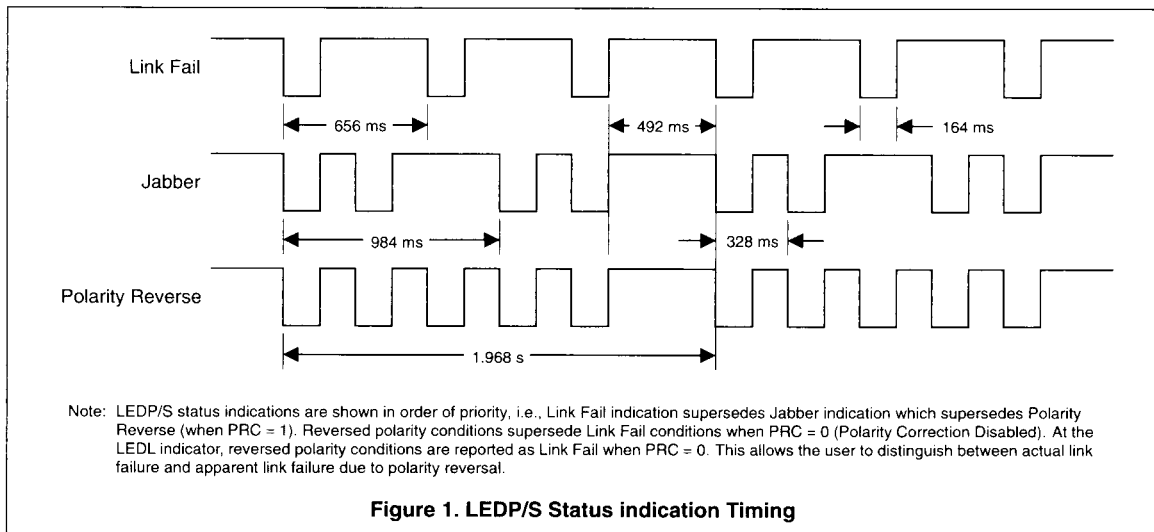 Link Fail
656 ms
492 ms
164 ms
Jabber
984 ms
328 ms
Polarity Reverse
1.968 s
Note: LEDP/S status indications are shown in order of priority, i.e., Link Fail indication supersedes Jabber indication which supersedes Polarity
Reverse (when PRC = 1). Reversed polarity conditions supersede Link Fail conditions when PRC = 0 (Polarity Correction Disabled). At the
LEDL indicator, reversed polarity conditions are reported as Link Fail when PRC = 0. This allows the user to distinguish between actual link
failure and apparent link failure due to polarity reversal.
Figure 1. LEDP/S Status indication Timing